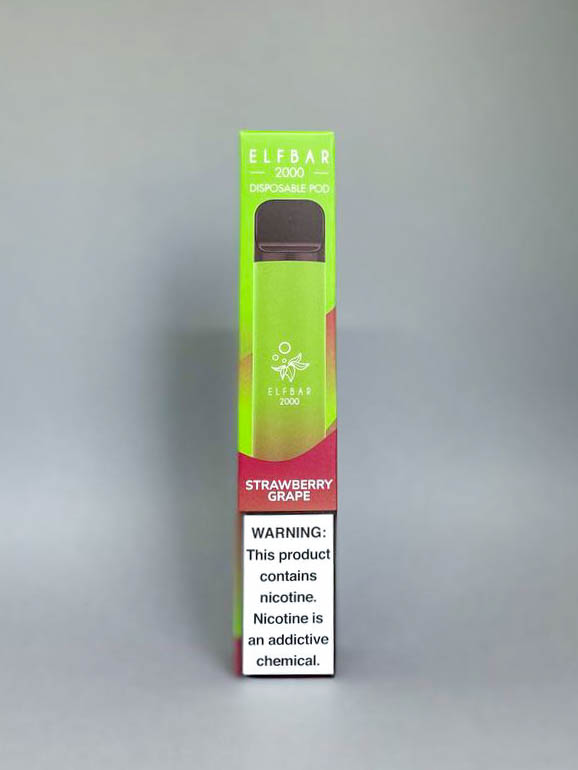 ELFBAR
2000
DISPOSABLE POD
ELFBAR
2000
STRAWBERRY
GRAPE
WARNING:
This product
contains
nicotine.
Nicotine is
an addictive
chemical.